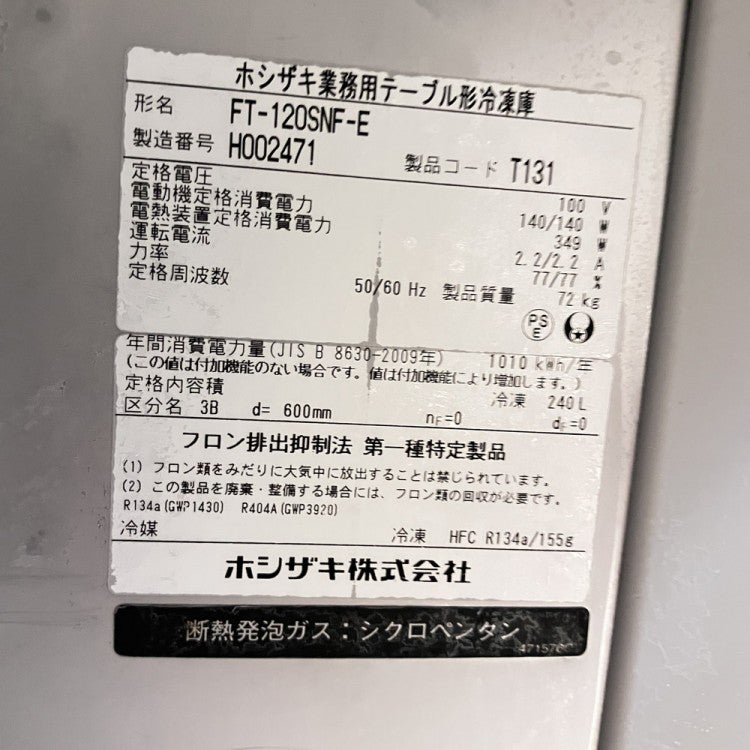 ホシザキ業務用テーブル形冷凍庫
形名 FT-120SNF-E
製造番号 H002471 製品コード T131
定格電圧 100 V
電動機定格消費電力 140/140 W
電熱装置定格消費電力 349 W
運転電流 2.2/2.2 A
力率 77/77 %
定格周波数 50/60 Hz 製品質量 72 kg
PS
E
年間消費電力量(JIS B 8630-2009年) 1010 kWh/年
(この値は付加機能のない場合です。値は付加機能により増加します。)
定格内容積 冷凍 240 L
区分名 3B d= 600mm nF=0 dF=0
フロン排出抑制法 第一種特定製品
(1) フロン類をみだりに大気中に放出することは禁じられています。
(2) この製品を廃棄・整備する場合には、フロン類の回収が必要です。
R134a(GWP1430) R404A(GWP3920)
冷媒 冷凍 HFC R134a/155g
ホシザキ株式会社
断熱発泡ガス:シクロペンタン